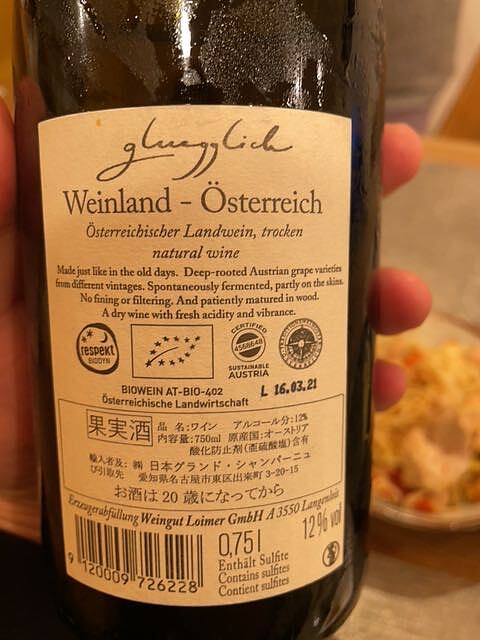 gluegglich
Weinland - Österreich
Österreichischer Landwein, trocken
natural wine
Made just like in the old days. Deep-rooted Austrian grape varieties
from different vintages. Spontaneously fermented, partly on the skins.
No fining or filtering. And patiently matured in wood.
A dry wine with fresh acidity and vibrance.
respekt
BIODYN
CERTIFIED
4568648
SUSTAINABLE
AUSTRIA
BIOWEIN AT-BIO-402
Österreichische Landwirtschaft
L 16.03.21
果実酒
品 名:ワイン アルコール分:12%
内容量:750ml 原産国:オーストリア
酸化防止剤(亜硫酸塩)含有
輸入者及び引取先 ㈱ 日本グランド・シャンパーニュ
愛知県名古屋市東区出来町 3-20-15
お酒は20歳になってから
Erzeugerabfüllung Weingut Loimer GmbH A 3550 Langenlois
0,75l
12% vol
Enthält Sulfite
Contains sulfites
Contient sulfites
9 120009 726228